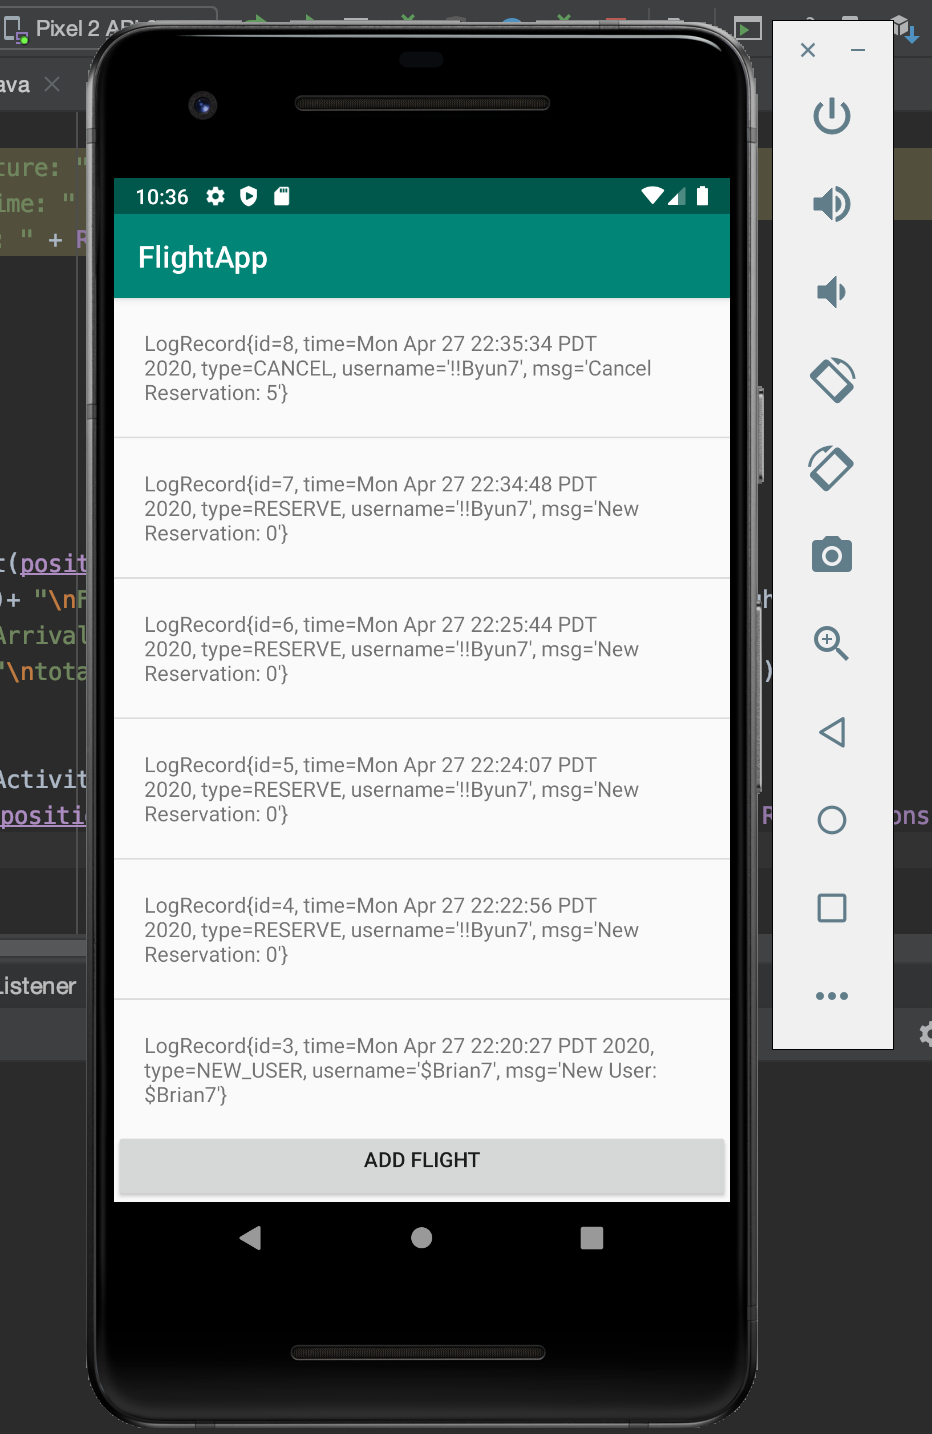 Pixel 2 AP
ava
ture: "
ime: "
: " + R
10:36
FlightApp
LogRecord{id=8, time=Mon Apr 27 22:35:34 PDT
2020, type=CANCEL, username='!!Byun7', msg='Cancel
Reservation: 5'}
LogRecord{id=7, time=Mon Apr 27 22:34:48 PDT
2020, type=RESERVE, username='!!Byun7', msg='New
Reservation: 0'}
LogRecord{id=6, time=Mon Apr 27 22:25:44 PDT
2020, type=RESERVE, username='!!Byun7', msg='New
Reservation: 0'}
LogRecord{id=5, time=Mon Apr 27 22:24:07 PDT
2020, type=RESERVE, username='!!Byun7', msg='New
Reservation: 0'}
LogRecord{id=4, time=Mon Apr 27 22:22:56 PDT
2020, type=RESERVE, username='!!Byun7', msg='New
Reservation: 0'}
LogRecord{id=3, time=Mon Apr 27 22:20:27 PDT 2020,
type=NEW_USER, username='$Brian7', msg='New User:
$Brian7'}
ADD FLIGHT
t(posit
)+ "\nF
Arrival
"\ntota )
Activit
positi R ons
Listener